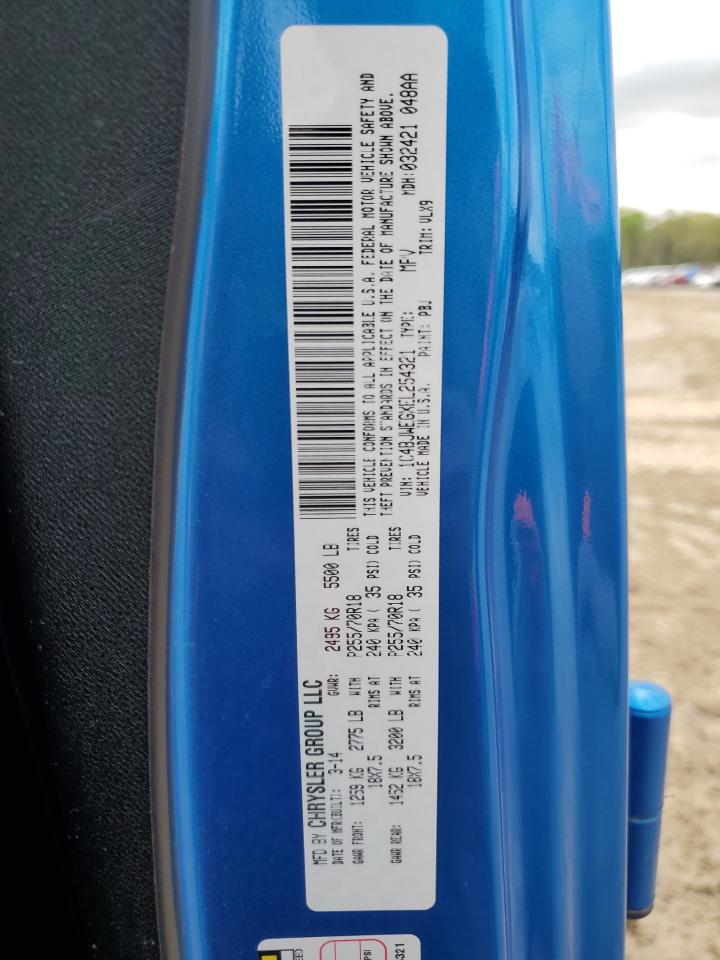 MFD BY CHRYSLER GROUP LLC
DATE OF MFR(BUILT): 3-14 GVWR: 2495 KG 5500 LB
GAWR FRONT: 1259 KG 2775 LB WITH P255/70R18 TIRES
18X7.5 RIMS AT 240 KPA ( 35 PSI) COLD
GAWR REAR: 1452 KG 3200 LB WITH P255/70R18 TIRES
18X7.5 RIMS AT 240 KPA ( 35 PSI) COLD
THIS VEHICLE CONFORMS TO ALL APPLICABLE U.S.A. FEDERAL MOTOR VEHICLE SAFETY AND
THEFT PREVENTION STANDARDS IN EFFECT ON THE DATE OF MANUFACTURE SHOWN ABOVE.
VIN: 1C4BJWEGXEL254321 TYPE: MPV MDH: 032421 048AA
VEHICLE MADE IN U.S.A. PAINT: PBJ TRIM: VLX9
PSI
321